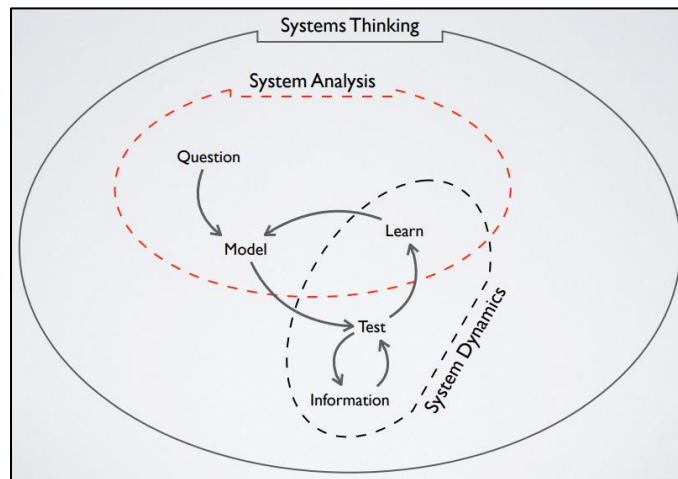 Systems Thinking
System Analysis
Question
Learn
Model
Test
Information
System Dynamics